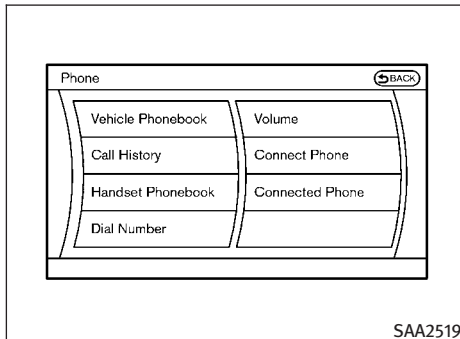 Phone
BACK
Vehicle Phonebook
Volume
Call History
Connect Phone
Handset Phonebook
Connected Phone
Dial Number
SAA2519